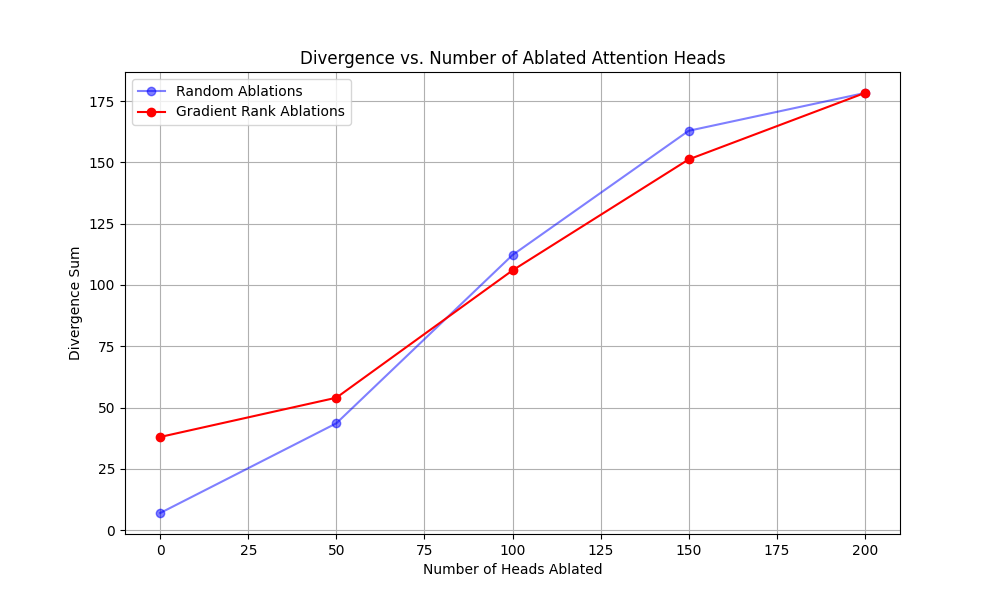 Divergence vs. Number of Ablated Attention Heads
Random Ablations
Gradient Rank Ablations
175
150
125
100
75
50
25
0
Divergence Sum
0 25 50 75 100 125 150 175 200
Number of Heads Ablated